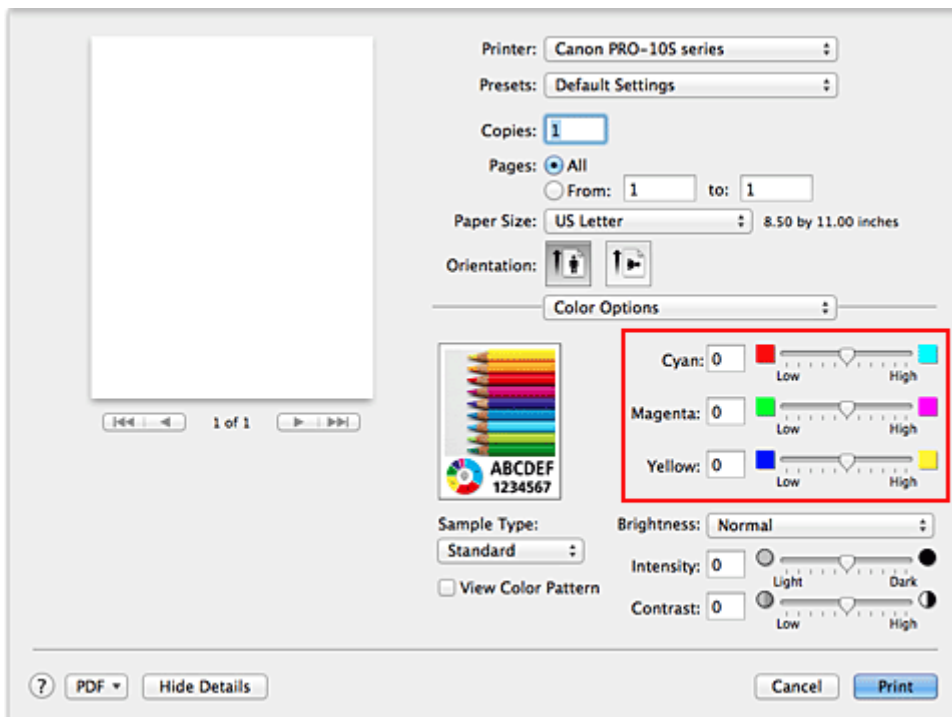 Printer: Canon PRO-10S series
Presets: Default Settings
Copies: 1
Pages: All
From: 1 to: 1
Paper Size: US Letter 8.50 by 11.00 inches
Orientation:
Color Options
1 of 1
ABCDEF
1234567
Cyan: 0
Low High
Magenta: 0
Low High
Yellow: 0
Low High
Sample Type:
Standard
View Color Pattern
Brightness: Normal
Intensity: 0
Light Dark
Contrast: 0
Low High
? PDF Hide Details Cancel Print